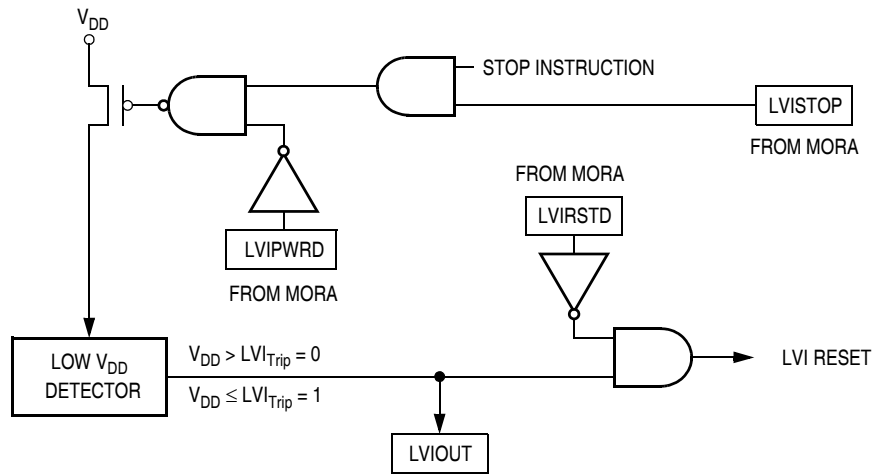 VDD
STOP INSTRUCTION
LVISTOP
FROM MORA
FROM MORA
LVIRSTD
LVIPWRD
FROM MORA
LOW VDD
DETECTOR
VDD > LVITrip = 0
VDD ≤ LVITrip = 1
LVI RESET
LVIOUT